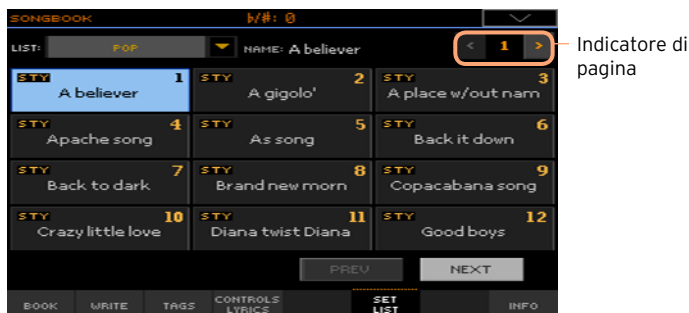 SONGBOOK b/#: 0
LIST: POP NAME: A believer < 1 >
Indicatore di
pagina
STY 1 STY 2 STY 3
A believer A gigolo' A place w/out nam
STY 4 STY 5 STY 6
Apache song As song Back it down
STY 7 STY 8 STY 9
Back to dark Brand new morn Copacabana song
STY 10 STY 11 STY 12
Crazy little love Diana twist Diana Good boys
PREV NEXT
BOOK WRITE TAGS CONTROLS LYRICS SET LIST INFO